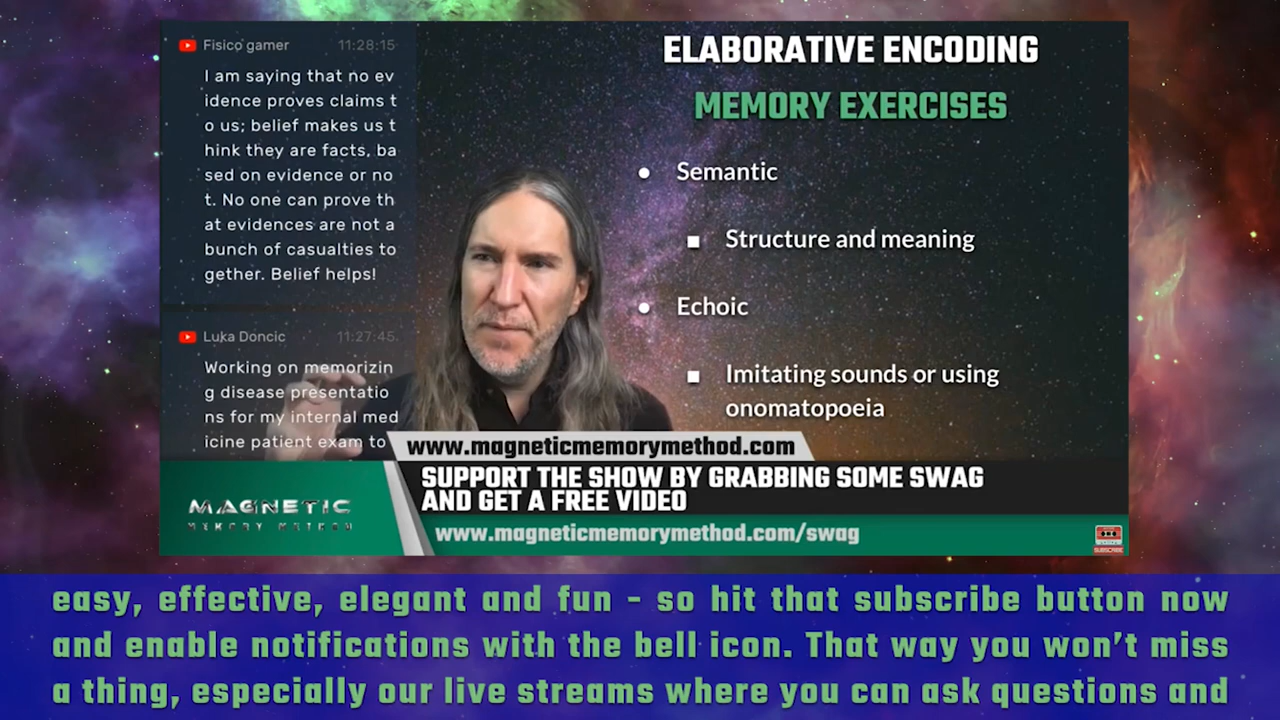 Fisico gamer 11:28:15
I am saying that no ev
idence proves claims t
o us; belief makes us t
hink they are facts, ba
sed on evidence or no
t. No one can prove th
at evidences are not a
bunch of casualties to
gether. Belief helps!
Luka Doncic 11:27:45
Working on memorizin
g disease presentatio
ns for my internal med
icine patient exam to
ELABORATIVE ENCODING
MEMORY EXERCISES
• Semantic
▪ Structure and meaning
• Echoic
▪ Imitating sounds or using
onomatopoeia
www.magneticmemorymethod.com
SUPPORT THE SHOW BY GRABBING SOME SWAG
AND GET A FREE VIDEO
www.magneticmemorymethod.com/swag
MAGNETIC
MEMORY METHOD
SUBSCRIBE
easy, effective, elegant and fun - so hit that subscribe button now
and enable notifications with the bell icon. That way you won't miss
a thing, especially our live streams where you can ask questions and